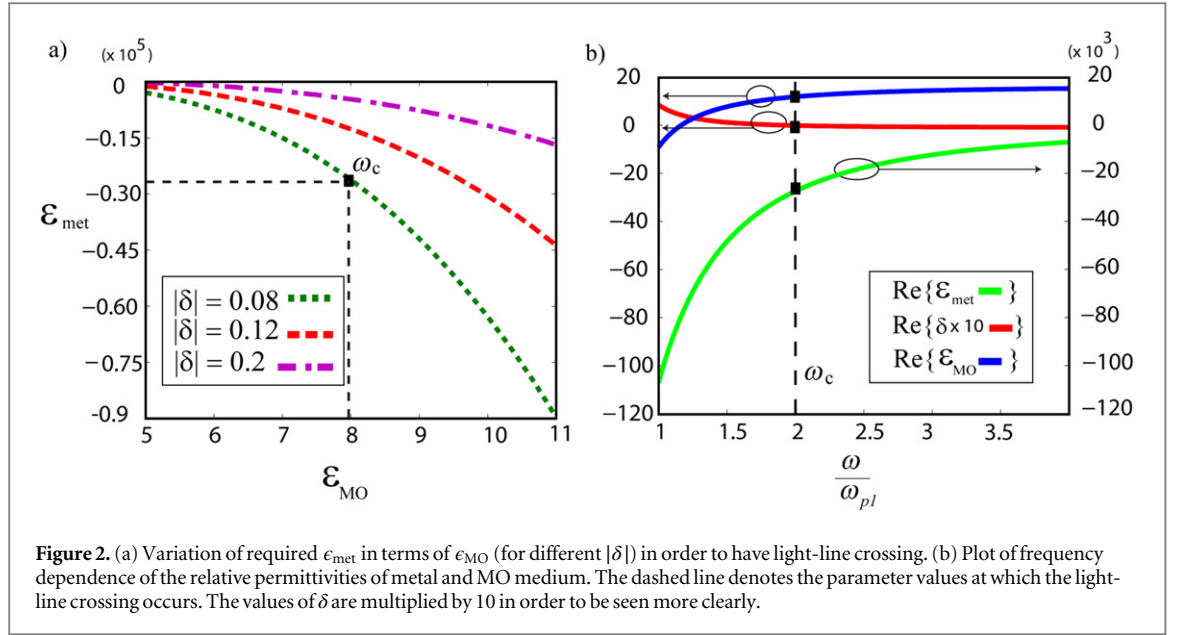 a)
(x 10⁵)
0
−0.15
−0.30
−0.45
−0.60
−0.75
-0.9
ε_met
ω_c
|δ| = 0.08
|δ| = 0.12
|δ| = 0.2
5 6 7 8 9 10 11
ε_MO
b)
(x 10³)
20
0
−20
−40
−60
−80
−100
−120
20
0
−20
−40
−60
−80
−100
−120
Re{ε_met }
Re{δ x 10 }
Re{ε_MO }
ω_c
1 1.5 2 2.5 3 3.5
ω
ω_pl
Figure 2. (a) Variation of required ϵ_met in terms of ϵ_MO (for different |δ|) in order to have light-line crossing. (b) Plot of frequency
dependence of the relative permittivities of metal and MO medium. The dashed line denotes the parameter values at which the light-
line crossing occurs. The values of δ are multiplied by 10 in order to be seen more clearly.